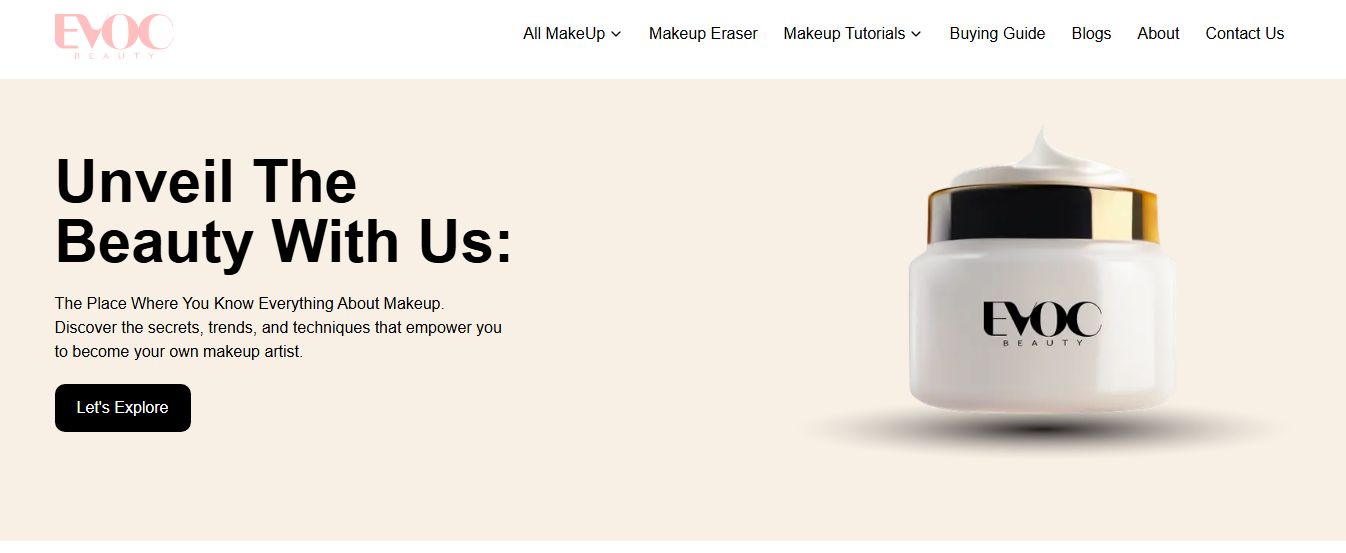 EVOC
BEAUTY
All MakeUp
Makeup Eraser
Makeup Tutorials
Buying Guide
Blogs
About
Contact Us
Unveil The
Beauty With Us:
The Place Where You Know Everything About Makeup.
Discover the secrets, trends, and techniques that empower you
to become your own makeup artist.
Let's Explore
EVOC
BEAUTY